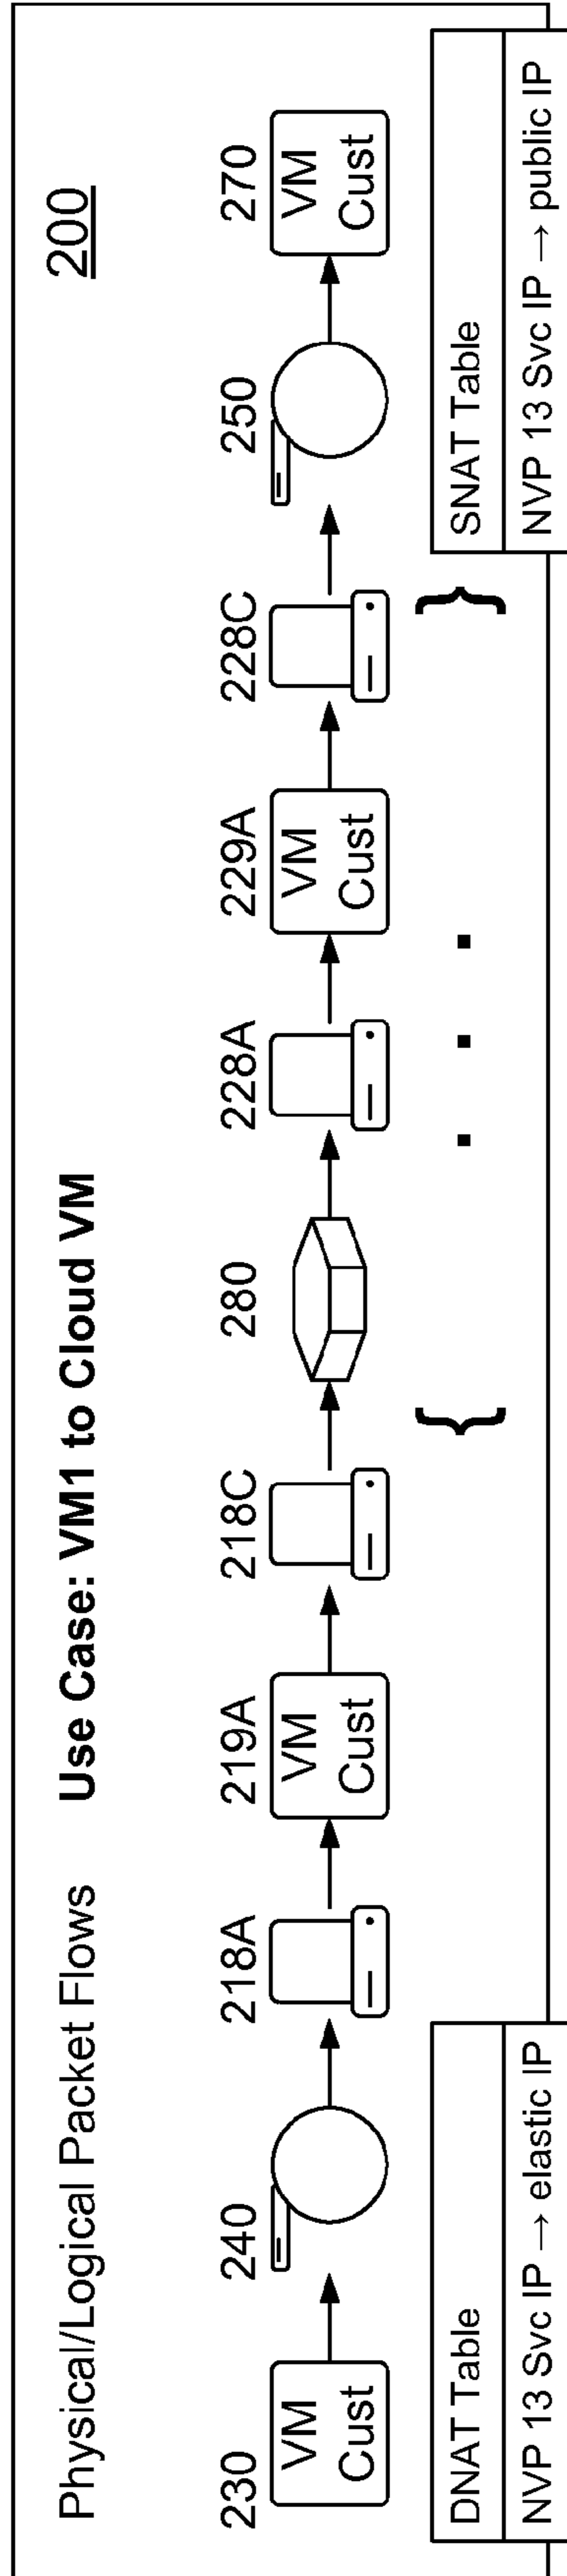 Physical/Logical Packet Flows Use Case: VM1 to Cloud VM
200
230
240
218A
219A
218C
280
228A
229A
228C
250
270
VM
Cust
VM
Cust
VM
Cust
VM
Cust
DNAT Table
NVP 13 Svc IP → elastic IP
SNAT Table
NVP 13 Svc IP → public IP